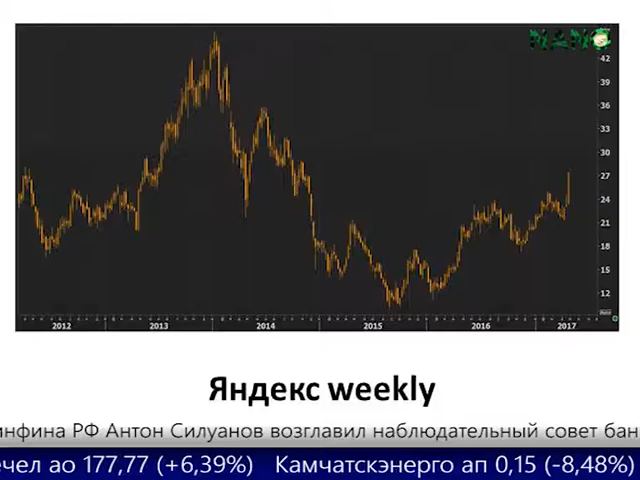 NANO
42
39
36
33
30
27
24
21
18
15
12
2012 2013 2014 2015 2016 2017
Яндекс weekly
инфина РФ Антон Силуанов возглавил наблюдательный совет бан
чел ао 177,77 (+6,39%) Камчатскэнерго ап 0,15 (-8,48%)